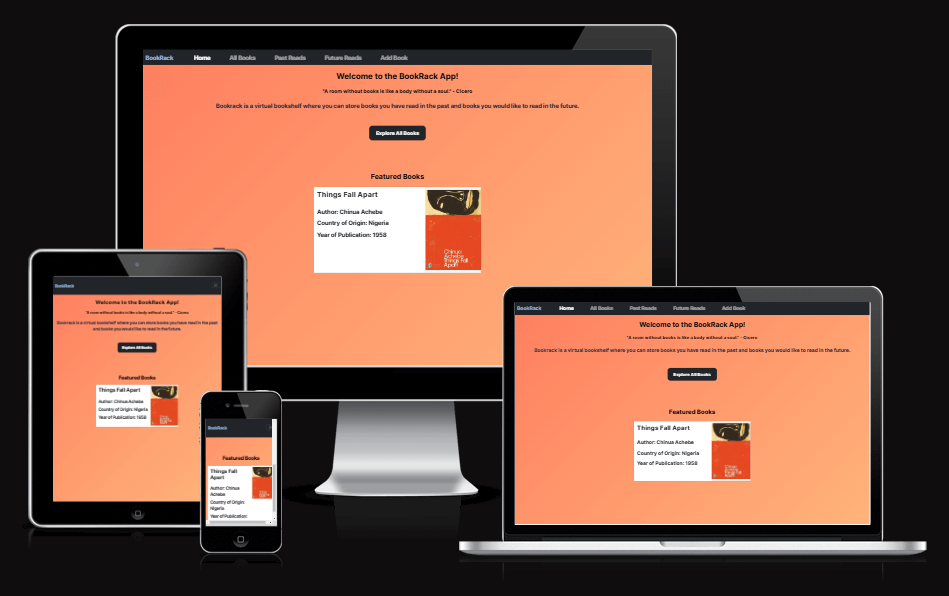 BookRack Home All Books Past Reads Future Reads Add Book
Welcome to the BookRack App!
"A room without books is like a body without a soul." - Cicero
Bookrack is a virtual bookshelf where you can store books you have read in the past and books you would like to read in the future.
Explore All Books
Featured Books
Things Fall Apart
Author: Chinua Achebe
Country of Origin: Nigeria
Year of Publication: 1958
Chinua
Achebe
Things Fall
Apart
BookRack
Welcome to the BookRack App!
"A room without books is like a body without a soul." - Cicero
Bookrack is a virtual bookshelf where you can store books you have read in the past
and books you would like to read in the future.
Explore All Books
Featured Books
Things Fall Apart
Author: Chinua Achebe
Country of Origin: Nigeria
Year of Publication: 1958
BookRack
Featured Books
Things Fall
Apart
Author: Chinua
Achebe
Country of Origin:
Nigeria
Year of Publication:
BookRack Home All Books Past Reads Future Reads Add Book
Welcome to the BookRack App!
"A room without books is like a body without a soul." - Cicero
Bookrack is a virtual bookshelf where you can store books you have read in the past and books you would like to read in the future.
Explore All Books
Featured Books
Things Fall Apart
Author: Chinua Achebe
Country of Origin: Nigeria
Year of Publication: 1958